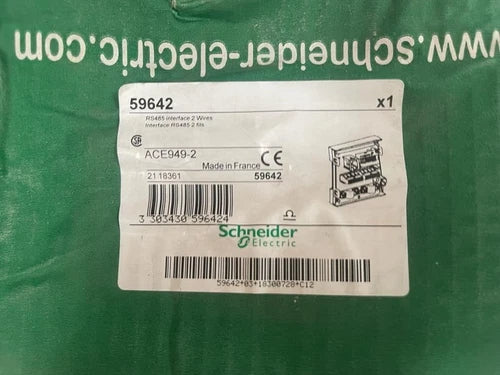 www.schneider-electric.com
59642 x1
RS485 interface 2 Wires
Interface RS485 2 fils
ACE949-2
Made in France CE
21 18361 59642
3 303430 596424
Schneider
Electric
59642*03*18300728*C12